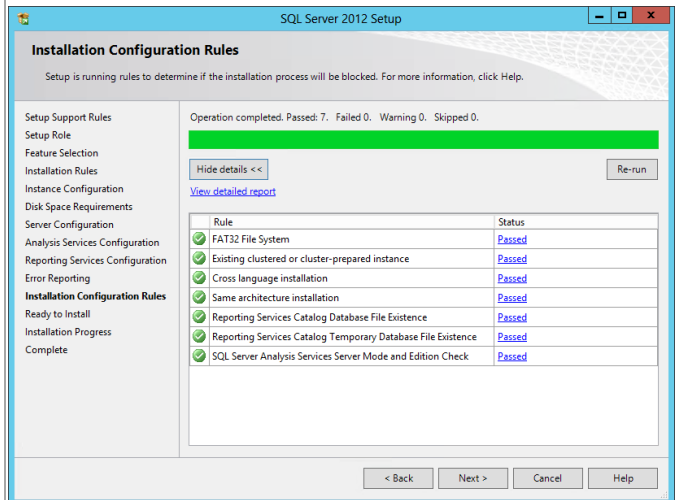 SQL Server 2012 Setup
Installation Configuration Rules
Setup is running rules to determine if the installation process will be blocked. For more information, click Help.
Setup Support Rules
Setup Role
Feature Selection
Installation Rules
Instance Configuration
Disk Space Requirements
Server Configuration
Analysis Services Configuration
Reporting Services Configuration
Error Reporting
Installation Configuration Rules
Ready to Install
Installation Progress
Complete
Operation completed. Passed: 7. Failed 0. Warning 0. Skipped 0.
Hide details << Re-run
View detailed report
Rule Status
FAT32 File System Passed
Existing clustered or cluster-prepared instance Passed
Cross language installation Passed
Same architecture installation Passed
Reporting Services Catalog Database File Existence Passed
Reporting Services Catalog Temporary Database File Existence Passed
SQL Server Analysis Services Server Mode and Edition Check Passed
< Back Next > Cancel Help